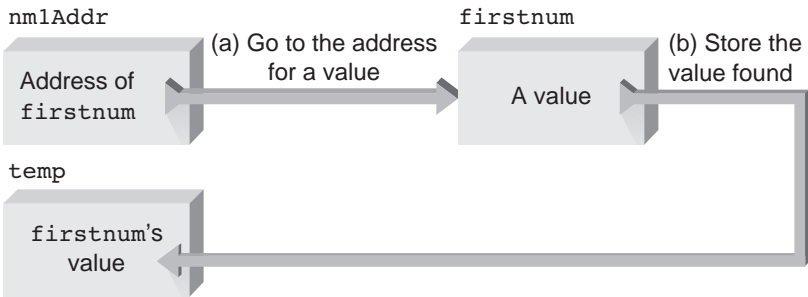 nm1Addr
Address of
firstnum
(a) Go to the address
for a value
firstnum
A value
(b) Store the
value found
temp
firstnum's
value